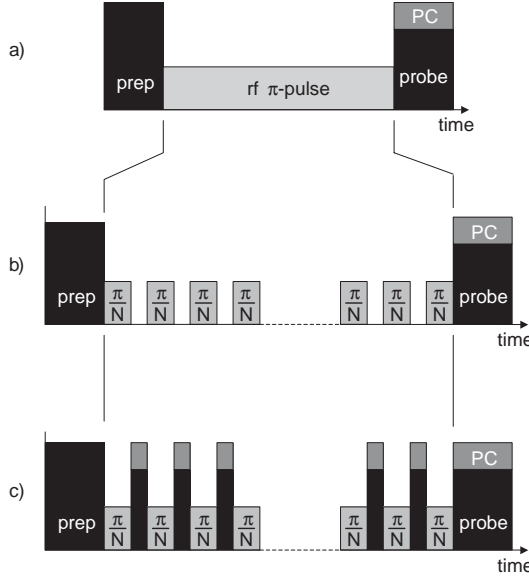 a)
PC
prep
rf π-pulse
probe
time
b)
PC
prep
π/N π/N π/N π/N π/N π/N π/N
probe
time
c)
PC
prep
π/N π/N π/N π/N π/N π/N π/N
probe
time